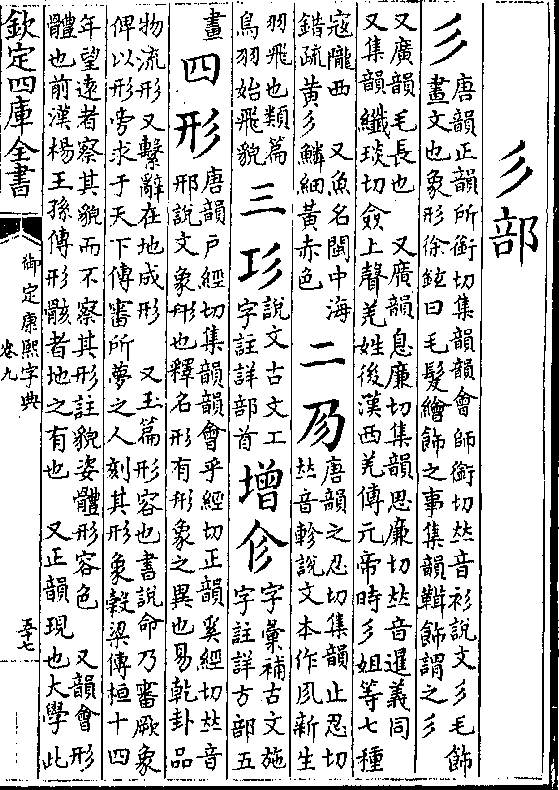 彡部
彡 唐韻正韻所銜切集韻韻會師銜切𠀤音衫說文彡毛飾
畫文也象形徐鉉曰毛髮繪飾之事集韻輯飾謂之彡
又廣韻毛長也 又廣韻息廉切集韻思廉切𠀤音暹義同
又集韻纖琰切僉上聲羌姓後漢西羌傳元帝時彡姐等七種
寇隴西 又魚名閩中海
錯疏黃彡鱗細黃赤色
二
㐱 唐韻之忍切集韻止忍切
𠀤音軫說文本作㐱新生
羽飛也類篇
鳥羽始飛貌
三
㣉 說文古文工
字註詳部首
增
㐱 字彙補古文施
字註詳方部五
畫
四
形 唐韻戸經切集韻韻會乎經切正韻奚經切𠀤音
邢說文象形也釋名形有形象之異也易乾卦品
物流形又繫辭在地成形 又玉篇形容也書說命乃審厥象
俾以形旁求于天下傳審所夢之人刻其形象穀梁傳桓十四
年望遠者察其貌而不察其形註貌姿體形容色 又韻會形
體也前漢楊王孫傳形骸者地之有也 又正韻現也大學此
欽定四庫全書
御定康熙字典
卷九
五十七